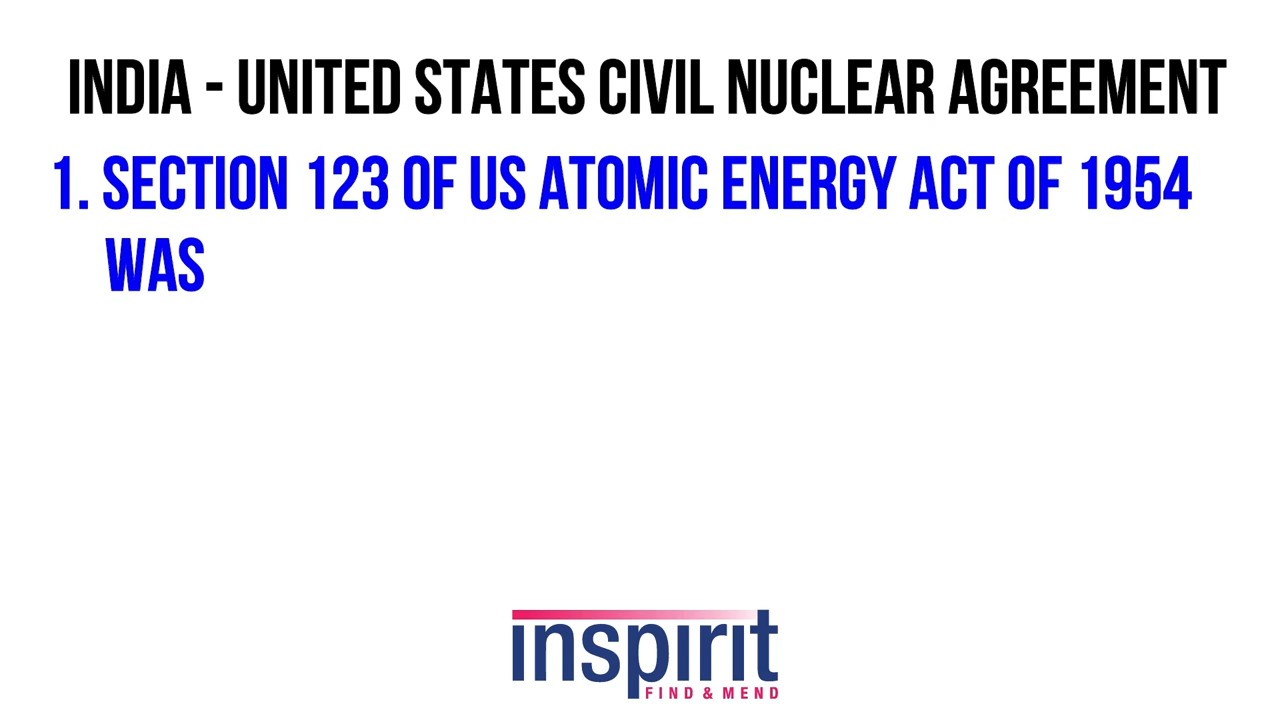 INDIA - UNITED STATES CIVIL NUCLEAR AGREEMENT
1. SECTION 123 OF US ATOMIC ENERGY ACT OF 1954
WAS
inspirit
FIND & MEND